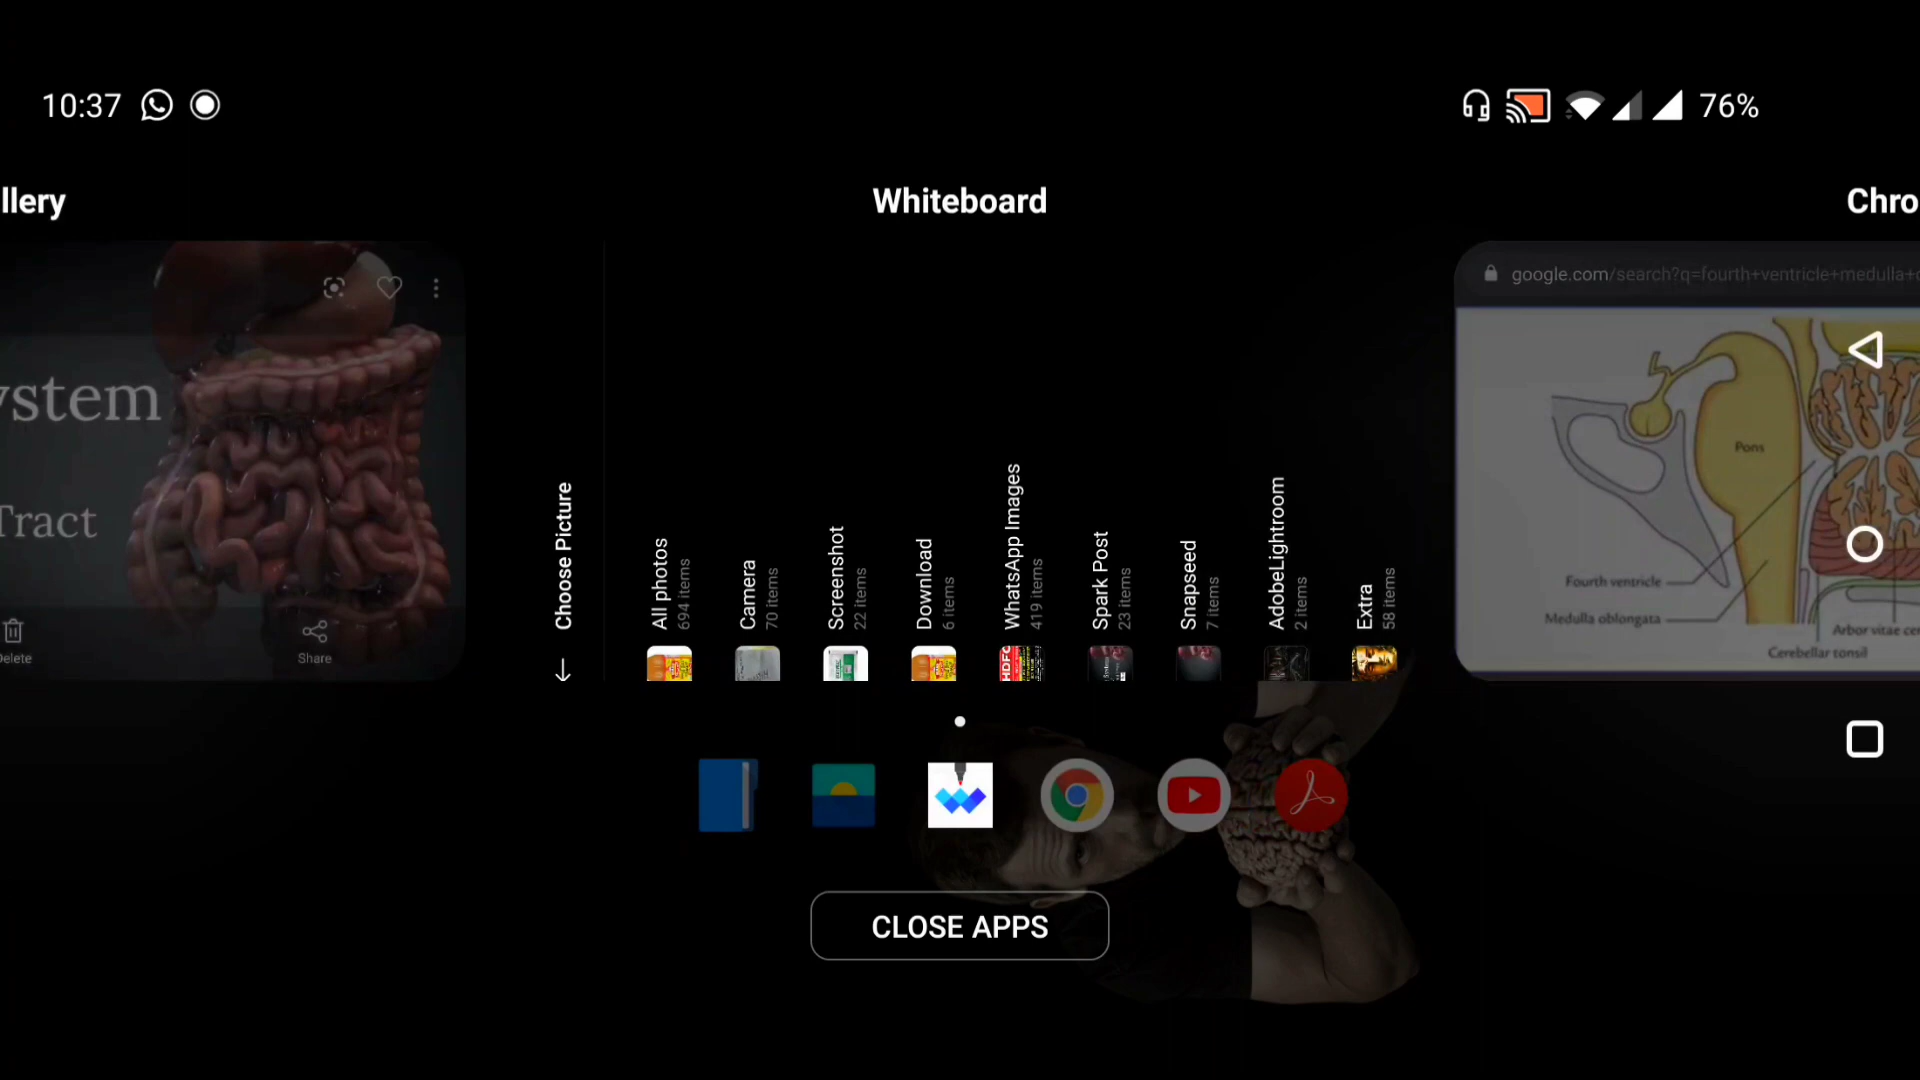 10:37
76%
llery
Whiteboard
Chro
ystem
Tract
Delete
Share
Choose Picture
All photos
694 items
Camera
70 items
Screenshot
22 items
Download
6 items
WhatsApp Images
419 items
Spark Post
23 items
Snapseed
7 items
AdobeLightroom
2 items
Extra
58 items
HDFC
google.com/search?q=fourth+ventricle+medulla+
Pons
Fourth ventricle
Medulla oblongata
Arbor vitae cer
Cerebellar tonsil
CLOSE APPS